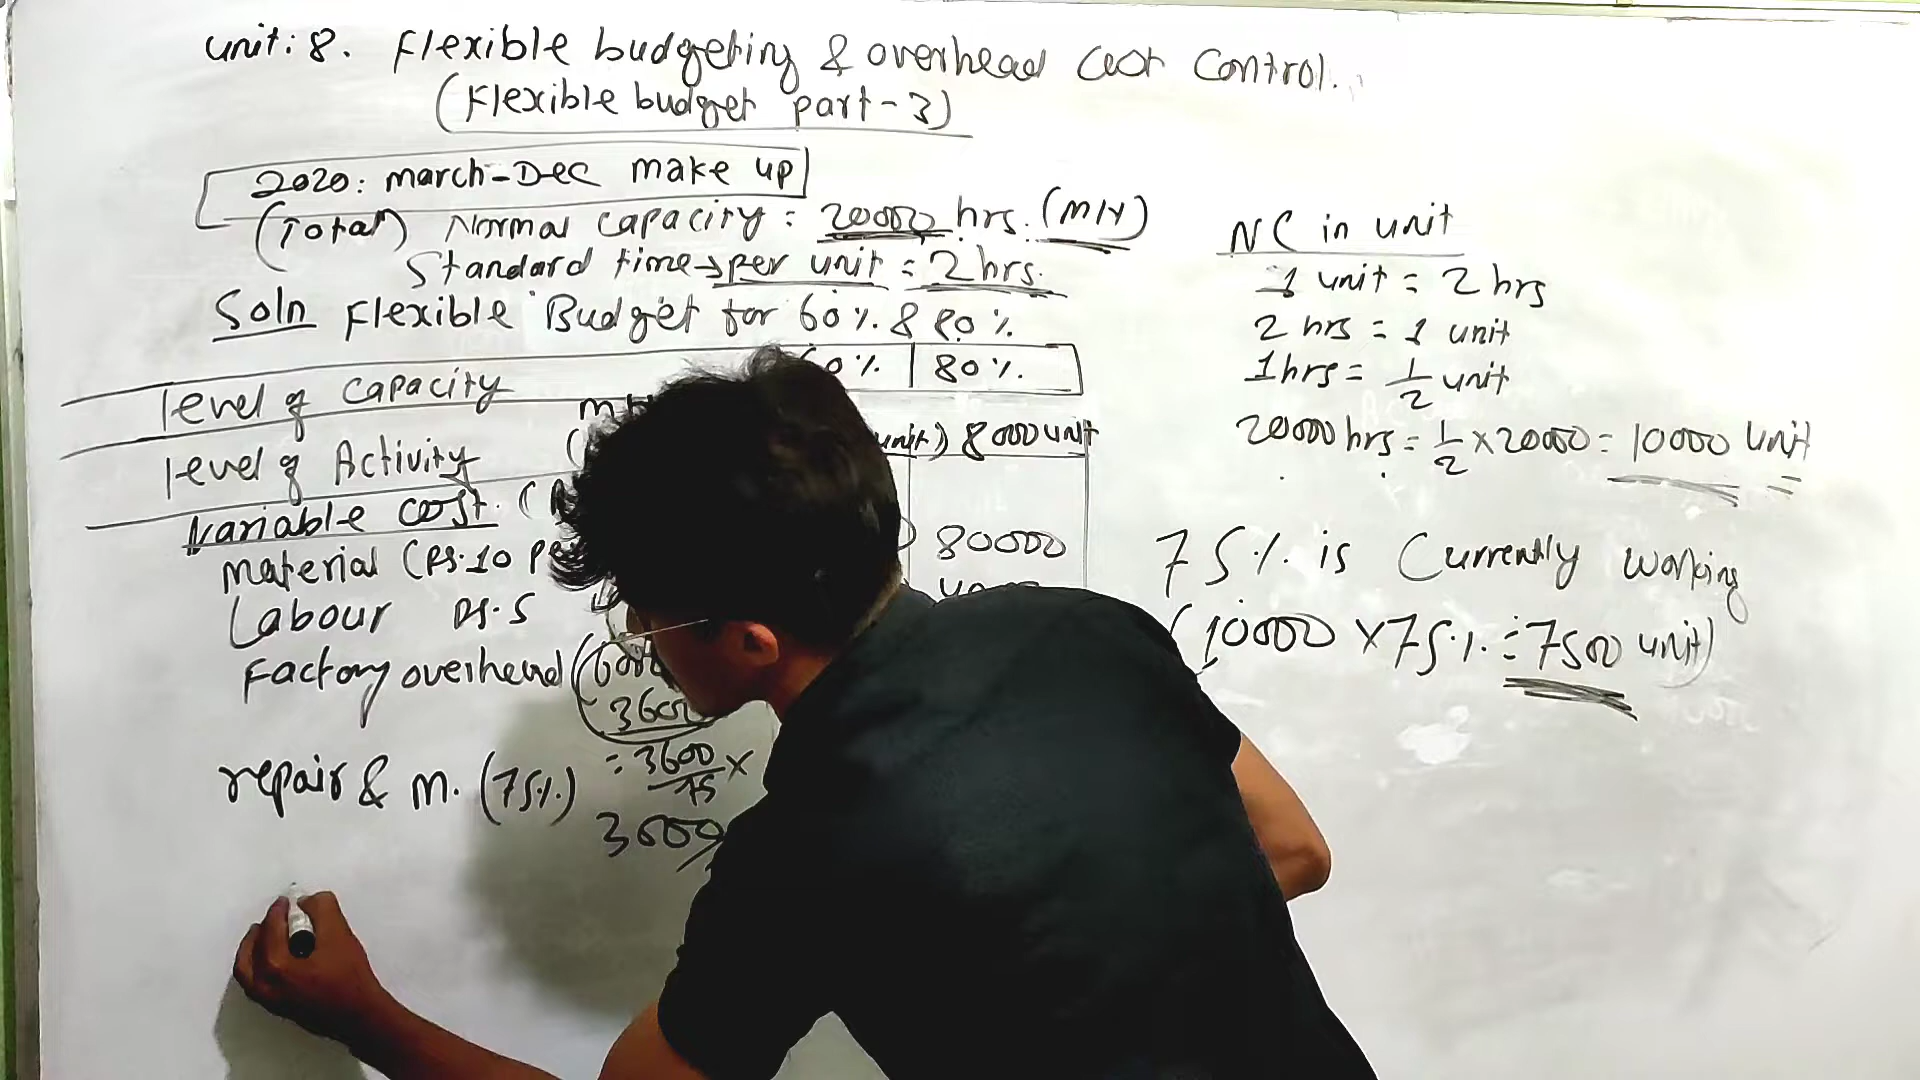 unit: 8. Flexible budgeting & overhead cost control.
(Flexible budget part-3)
2020: march-Dec make up
(Total) Normal capacity: 20000 hrs. (M/H)
Standard time → per unit = 2 hrs.
Soln Flexible Budget for 60%. & 80%.
level of capacity 0%. 80%.
level of Activity unit) 8000 unit
variable cost.
Material (Rs.10 80000
Labour Rs.5
Factory overhead
3600
repair & m. (75%) = 3600/75 ×
3000
NC in unit
1 unit = 2 hrs
2 hrs = 1 unit
1 hrs = 1/2 unit
20000 hrs = 1/2 × 20000 = 10000 unit
75%. is Currently working
(10000 × 75%. = 7500 unit)